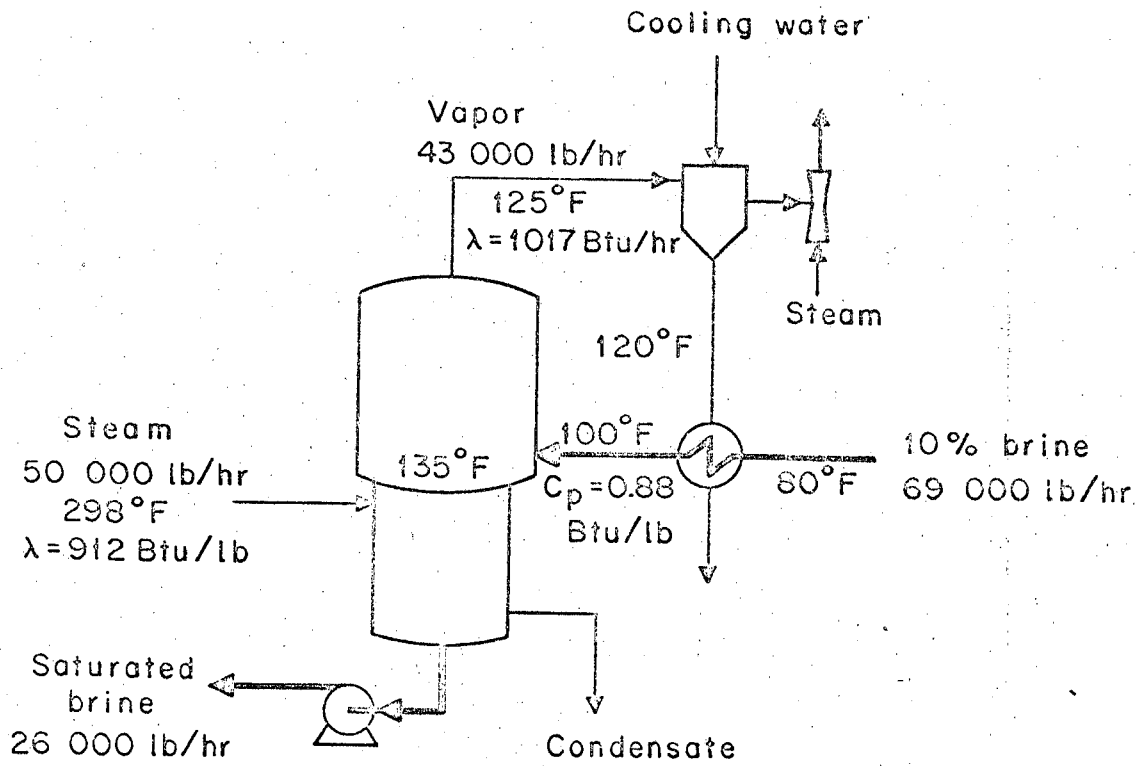 Cooling water
Vapor
43 000 lb/hr
125°F
λ=1017 Btu/hr
Steam
120°F
Steam
50 000 lb/hr
298°F
λ=912 Btu/lb
135°F
100°F
Cp=0.88
Btu/lb
80°F
10% brine
69 000 lb/hr
Saturated
brine
26 000 lb/hr
Condensate